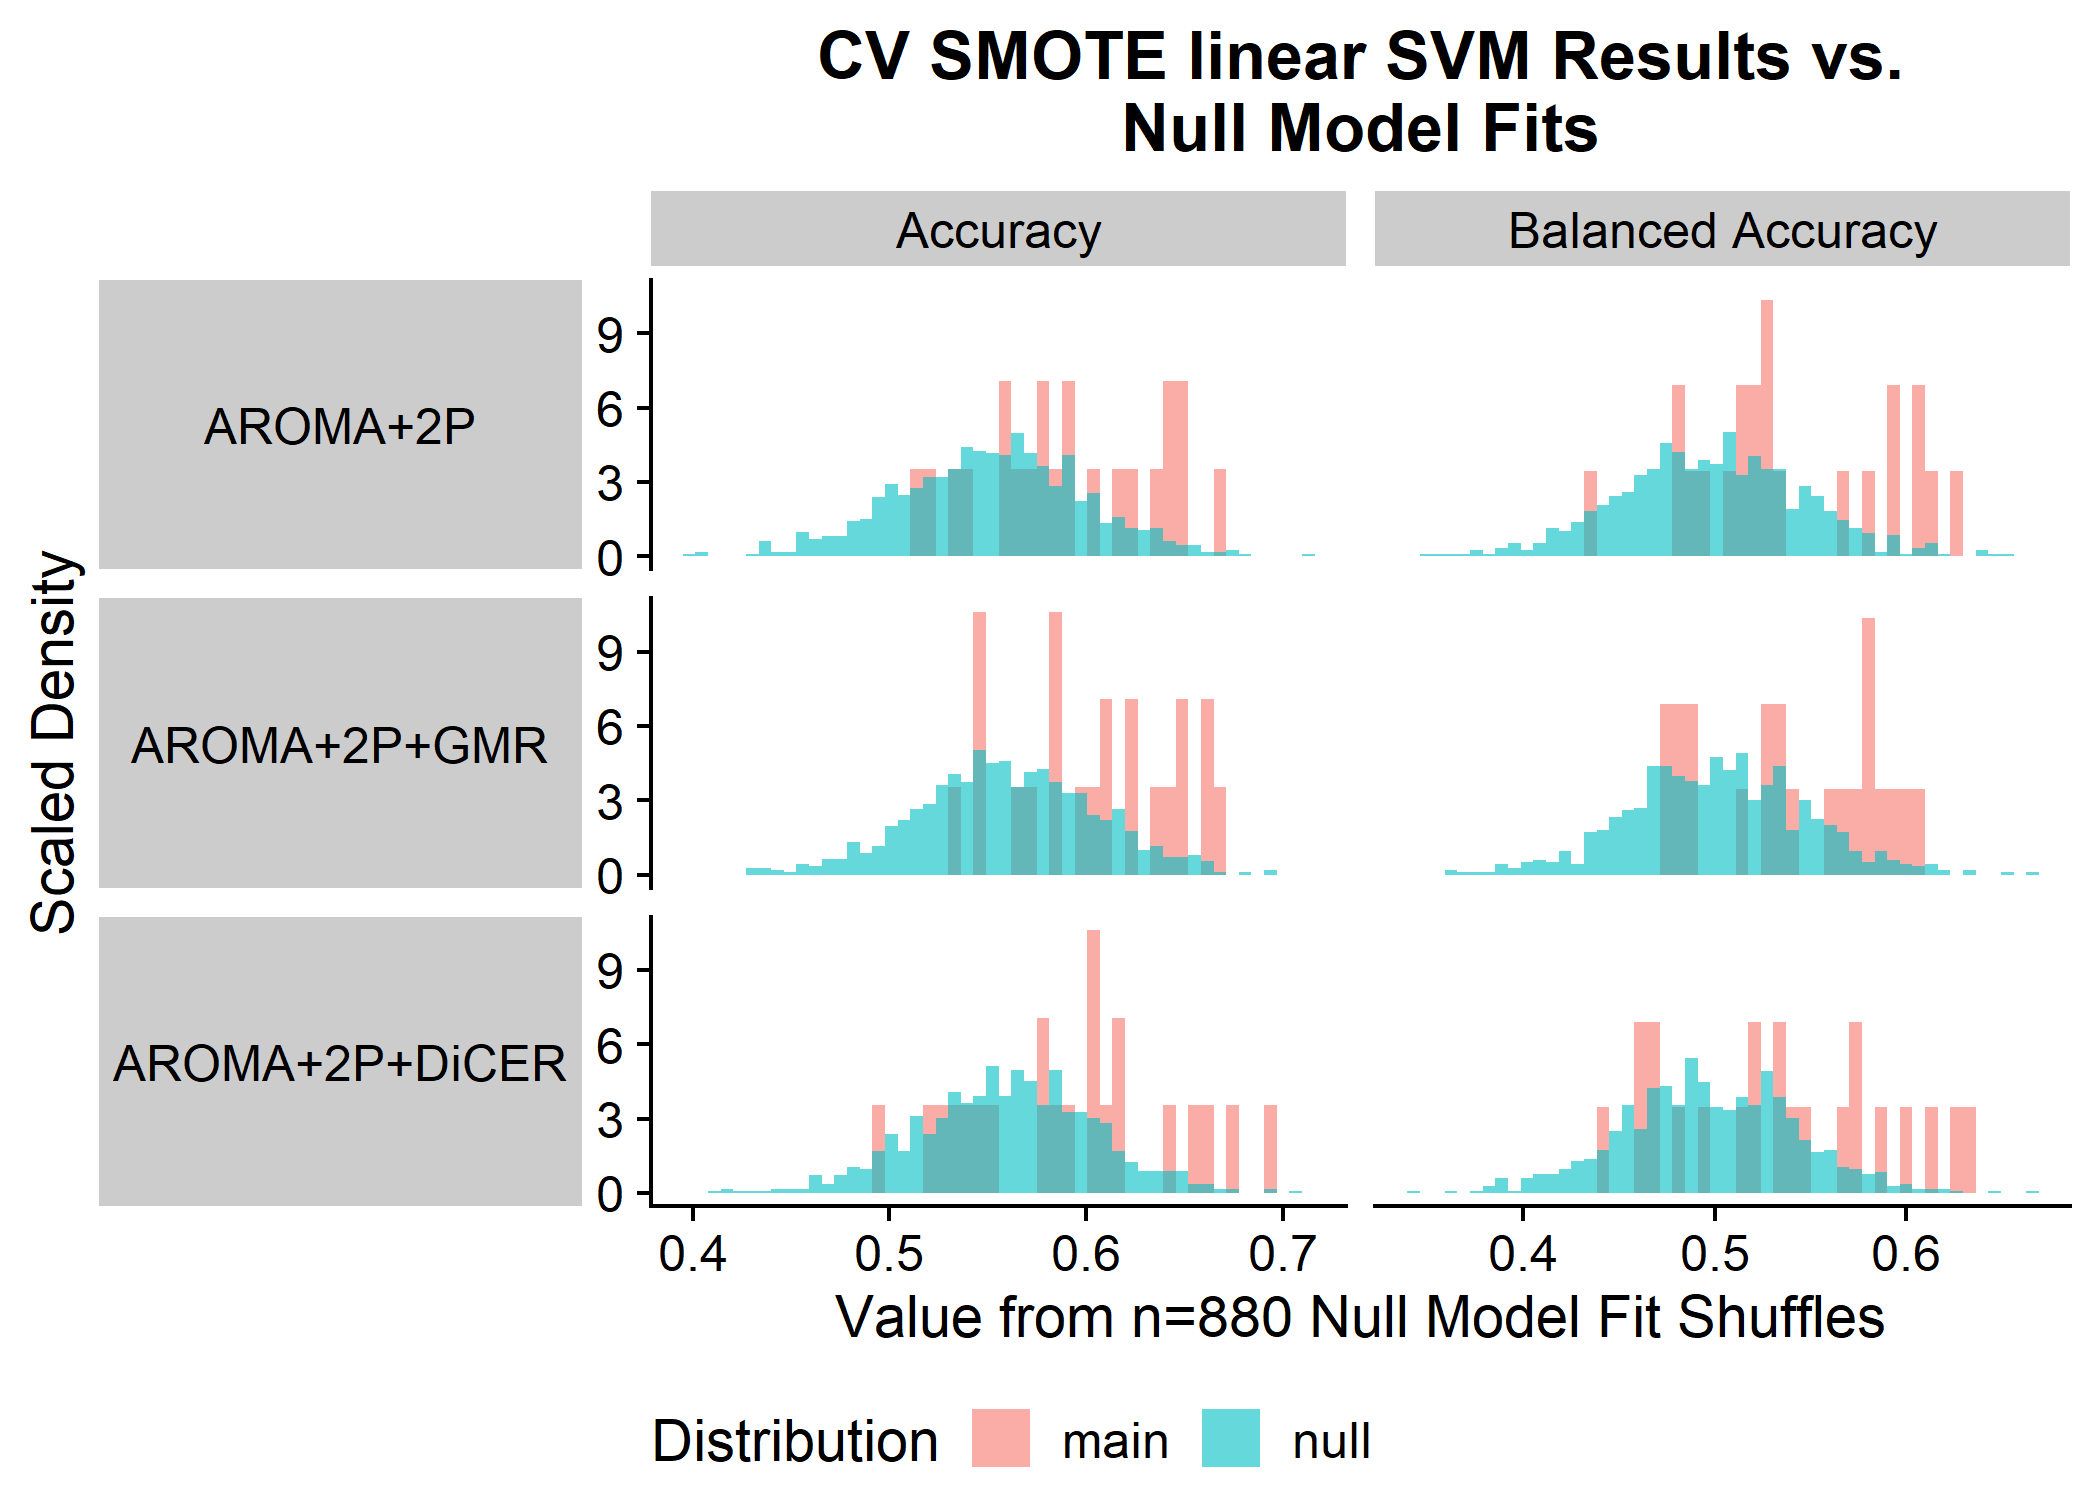 CV SMOTE linear SVM Results vs.
Null Model Fits
Accuracy
Balanced Accuracy
Scaled Density
AROMA+2P
9
6
3
0
AROMA+2P+GMR
9
6
3
0
AROMA+2P+DiCER
9
6
3
0
0.4 0.5 0.6 0.7
0.4 0.5 0.6
Value from n=880 Null Model Fit Shuffles
Distribution main null